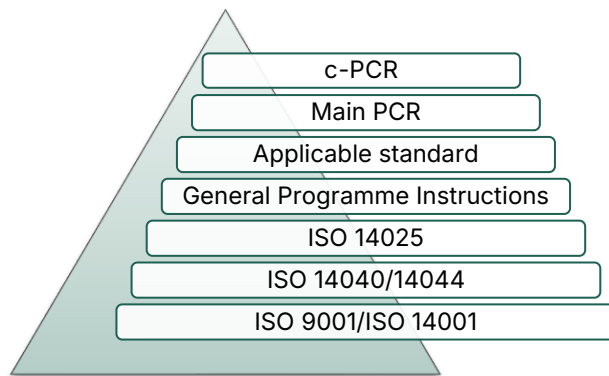 c-PCR
Main PCR
Applicable standard
General Programme Instructions
ISO 14025
ISO 14040/14044
ISO 9001/ISO 14001